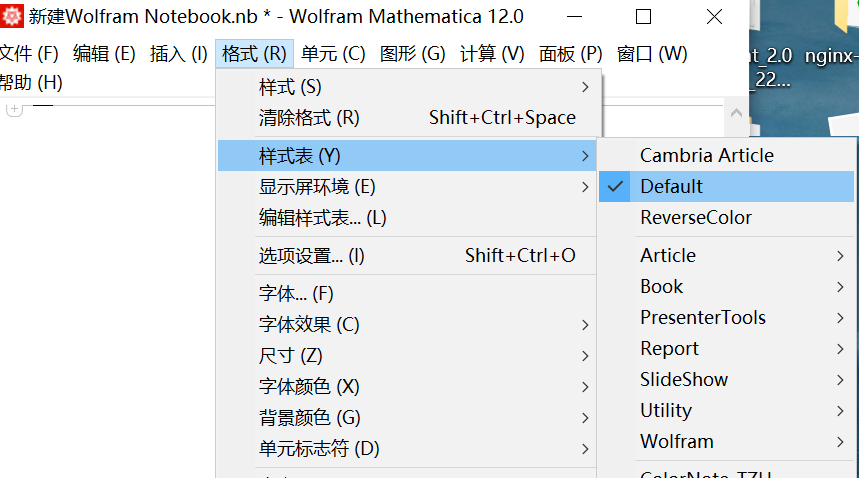 新建Wolfram Notebook.nb * - Wolfram Mathematica 12.0
文件 (F) 编辑 (E) 插入 (I) 格式 (R) 单元 (C) 图形 (G) 计算 (V) 面板 (P) 窗口 (W)
帮助 (H)
nt_2.0 nginx-
_22...
样式 (S)
清除格式 (R) Shift+Ctrl+Space
样式表 (Y)
显示屏环境 (E)
编辑样式表... (L)
选项设置... (I) Shift+Ctrl+O
字体... (F)
字体效果 (C)
尺寸 (Z)
字体颜色 (X)
背景颜色 (G)
单元标志符 (D)
Cambria Article
Default
ReverseColor
Article
Book
PresenterTools
Report
SlideShow
Utility
Wolfram